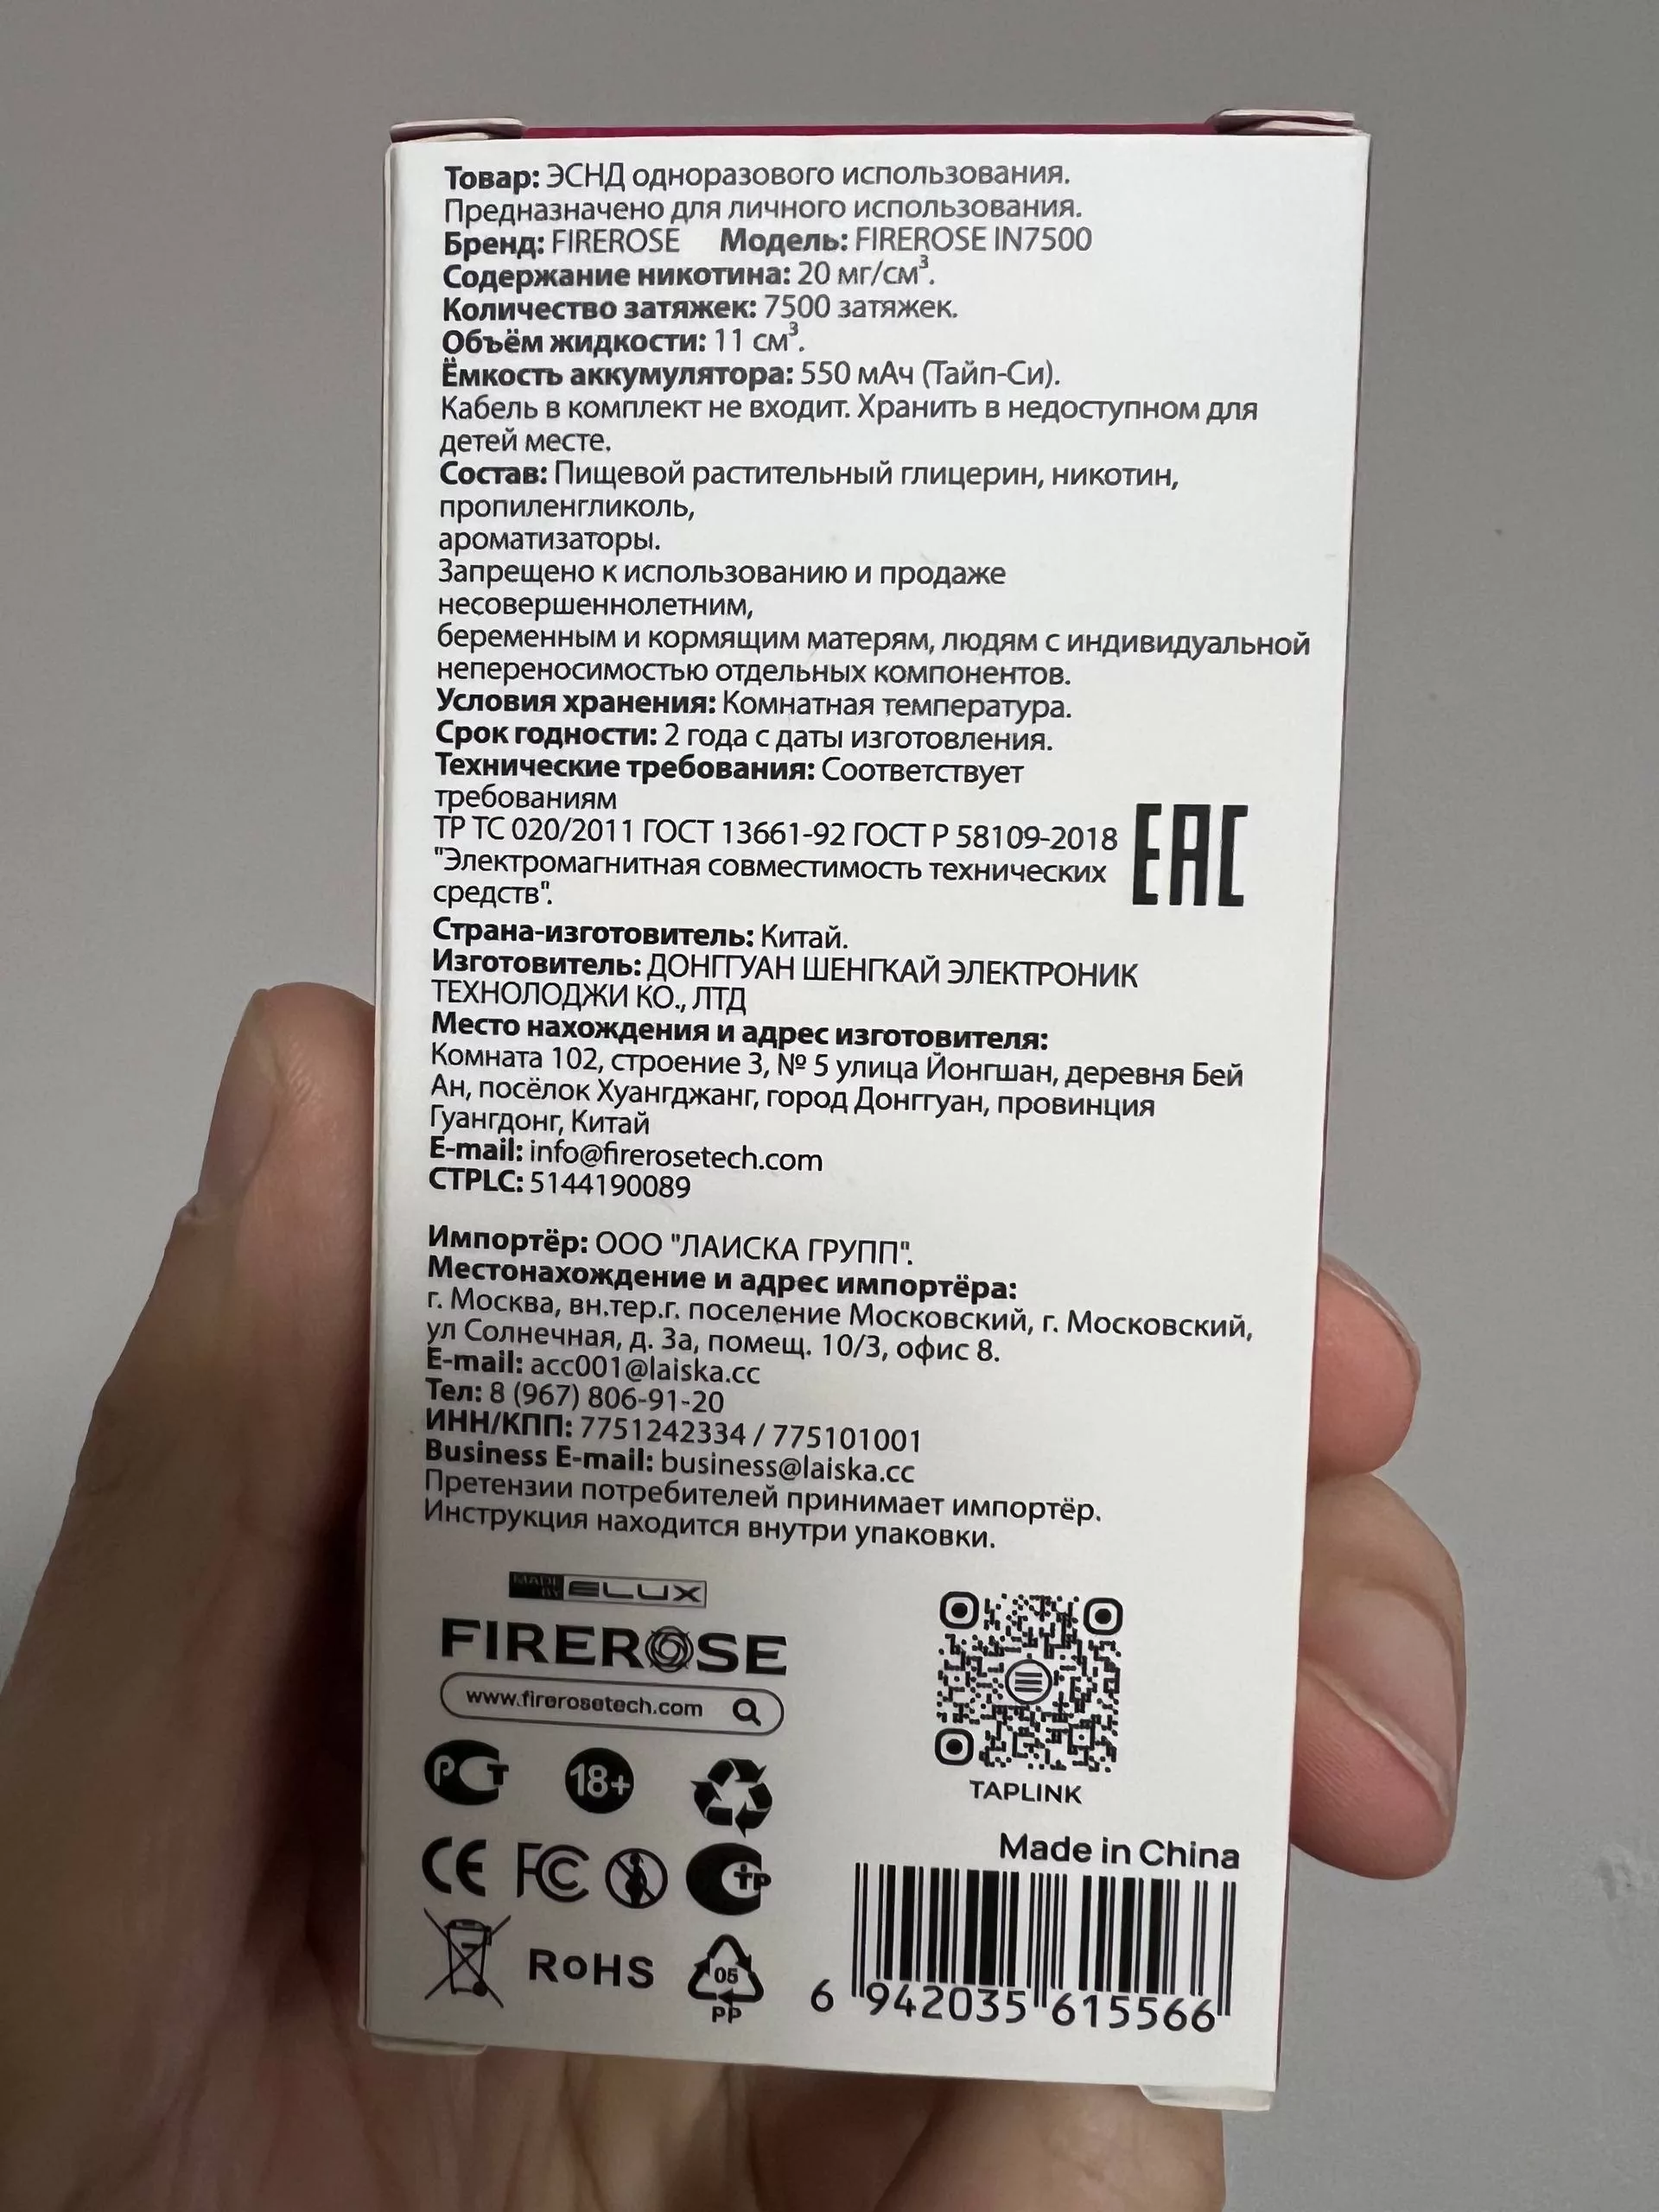 Товар: ЭСНД одноразового использования.
Предназначено для личного использования.
Бренд: FIREROSE Модель: FIREROSE IN7500
Содержание никотина: 20 мг/см³.
Количество затяжек: 7500 затяжек.
Объём жидкости: 11 см³.
Ёмкость аккумулятора: 550 мАч (Тайп-Си).
Кабель в комплект не входит. Хранить в недоступном для
детей месте.
Состав: Пищевой растительный глицерин, никотин,
пропиленгликоль,
ароматизаторы.
Запрещено к использованию и продаже
несовершеннолетним,
беременным и кормящим матерям, людям с индивидуальной
непереносимостью отдельных компонентов.
Условия хранения: Комнатная температура.
Срок годности: 2 года с даты изготовления.
Технические требования: Соответствует
требованиям
ТР ТС 020/2011 ГОСТ 13661-92 ГОСТ Р 58109-2018
"Электромагнитная совместимость технических
средств".
EAC
Страна-изготовитель: Китай.
Изготовитель: ДОНГГУАН ШЕНГКАЙ ЭЛЕКТРОНИК
ТЕХНОЛОДЖИ КО., ЛТД
Место нахождения и адрес изготовителя:
Комната 102, строение 3, № 5 улица Йонгшан, деревня Бей
Ан, посёлок Хуангджанг, город Донггуан, провинция
Гуангдонг, Китай
E-mail: info@firerosetech.com
CTPLC: 5144190089
Импортёр: ООО "ЛАИСКА ГРУПП".
Местонахождение и адрес импортёра:
г. Москва, вн.тер.г. поселение Московский, г. Московский,
ул Солнечная, д. 3а, помещ. 10/3, офис 8.
E-mail: acc001@laiska.cc
Тел: 8 (967) 806-91-20
ИНН/КПП: 7751242334 / 775101001
Business E-mail: business@laiska.cc
Претензии потребителей принимает импортёр.
Инструкция находится внутри упаковки.
MADE BY ELUX
FIREROSE
www.firerosetech.com
TAPLINK
РСТ 18+
Made in China
CE FC СТР
RoHS 05
PP
6 942035 615566